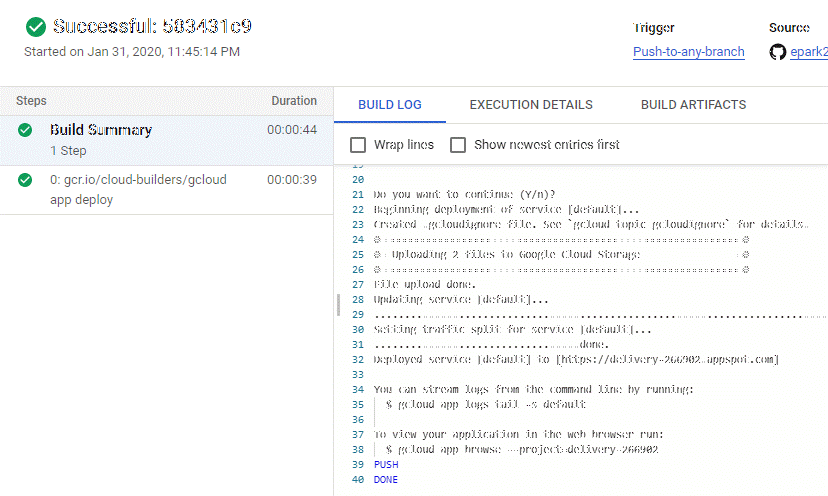 Successful: 583431c9
Started on Jan 31, 2020, 11:45:14 PM
Trigger
Push-to-any-branch
Source
epark2
Steps Duration
Build Summary 00:00:44
1 Step
0: gcr.io/cloud-builders/gcloud 00:00:39
app deploy
BUILD LOG EXECUTION DETAILS BUILD ARTIFACTS
Wrap lines Show newest entries first
20
21 Do you want to continue (Y/n)?
22 Beginning deployment of service [default]...
23 Created .gcloudignore file. See `gcloud topic gcloudignore` for details.
24
25 Uploading 2 files to Google Cloud Storage
26
27 File upload done.
28 Updating service [default]...
29
30 Setting traffic split for service [default]...
31 done.
32 Deployed service [default] to [https://delivery-266902.appspot.com]
33
34 You can stream logs from the command line by running:
35 $ gcloud app logs tail -s default
36
37 To view your application in the web browser run:
38 $ gcloud app browse --project=delivery-266902
39 PUSH
40 DONE